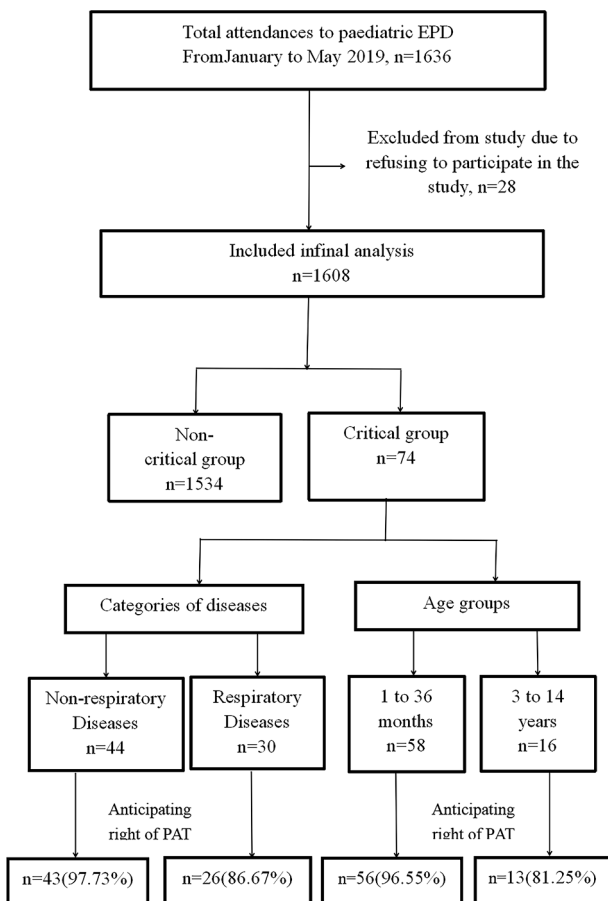 Total attendances to paediatric EPD
FromJanuary to May 2019, n=1636
Excluded from study due to
refusing to participate in the
study, n=28
Included infinal analysis
n=1608
Non-
critical group
n=1534
Critical group
n=74
Categories of diseases
Age groups
Non-respiratory
Diseases
n=44
Respiratory
Diseases
n=30
1 to 36
months
n=58
3 to 14
years
n=16
Anticipating
right of PAT
Anticipating
right of PAT
n=43(97.73%)
n=26(86.67%)
n=56(96.55%)
n=13(81.25%)